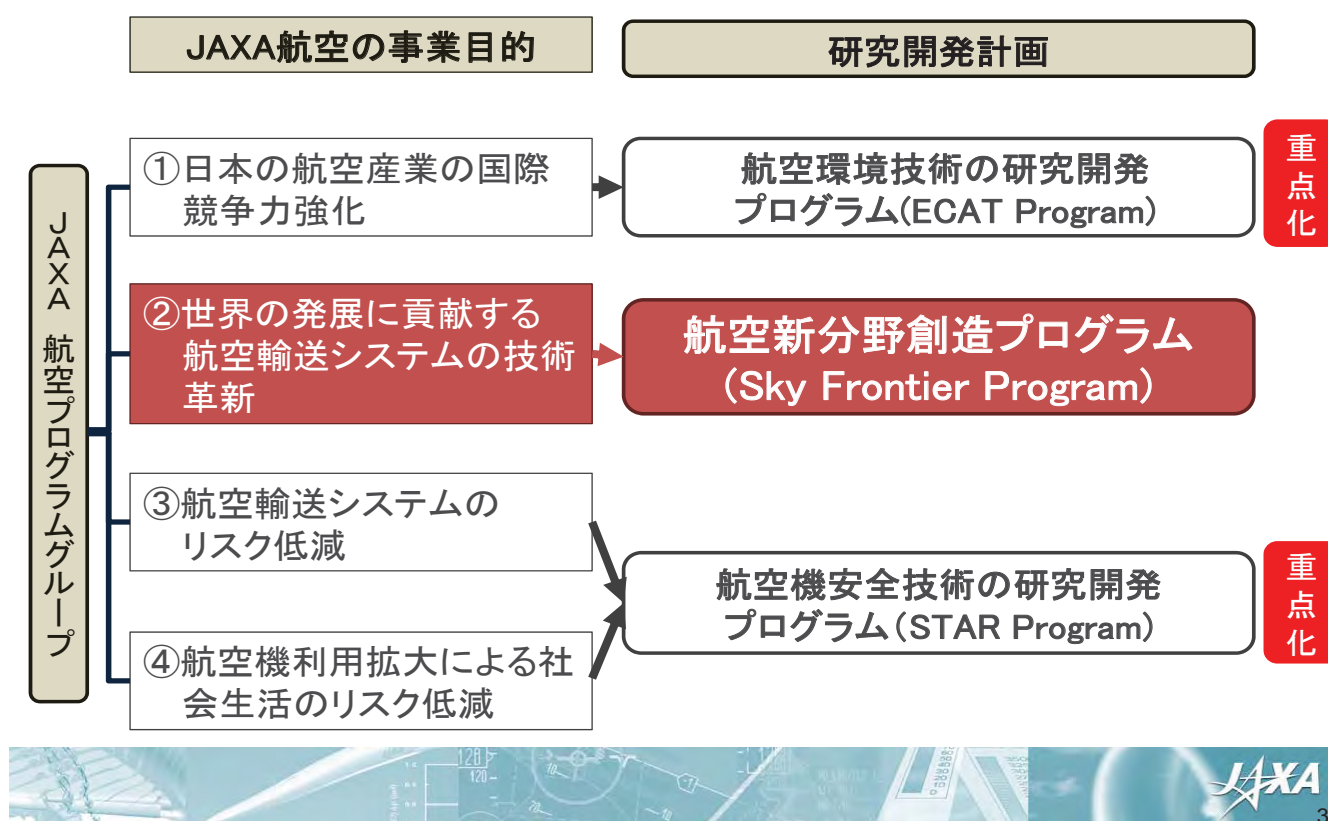 JAXA航空の事業目的
研究開発計画
JAXA 航空プログラムグループ
①日本の航空産業の国際
競争力強化
航空環境技術の研究開発
プログラム(ECAT Program)
重点化
②世界の発展に貢献する
航空輸送システムの技術
革新
航空新分野創造プログラム
(Sky Frontier Program)
③航空輸送システムの
リスク低減
④航空機利用拡大による社
会生活のリスク低減
航空機安全技術の研究開発
プログラム(STAR Program)
重点化
128
120
JAXA
3